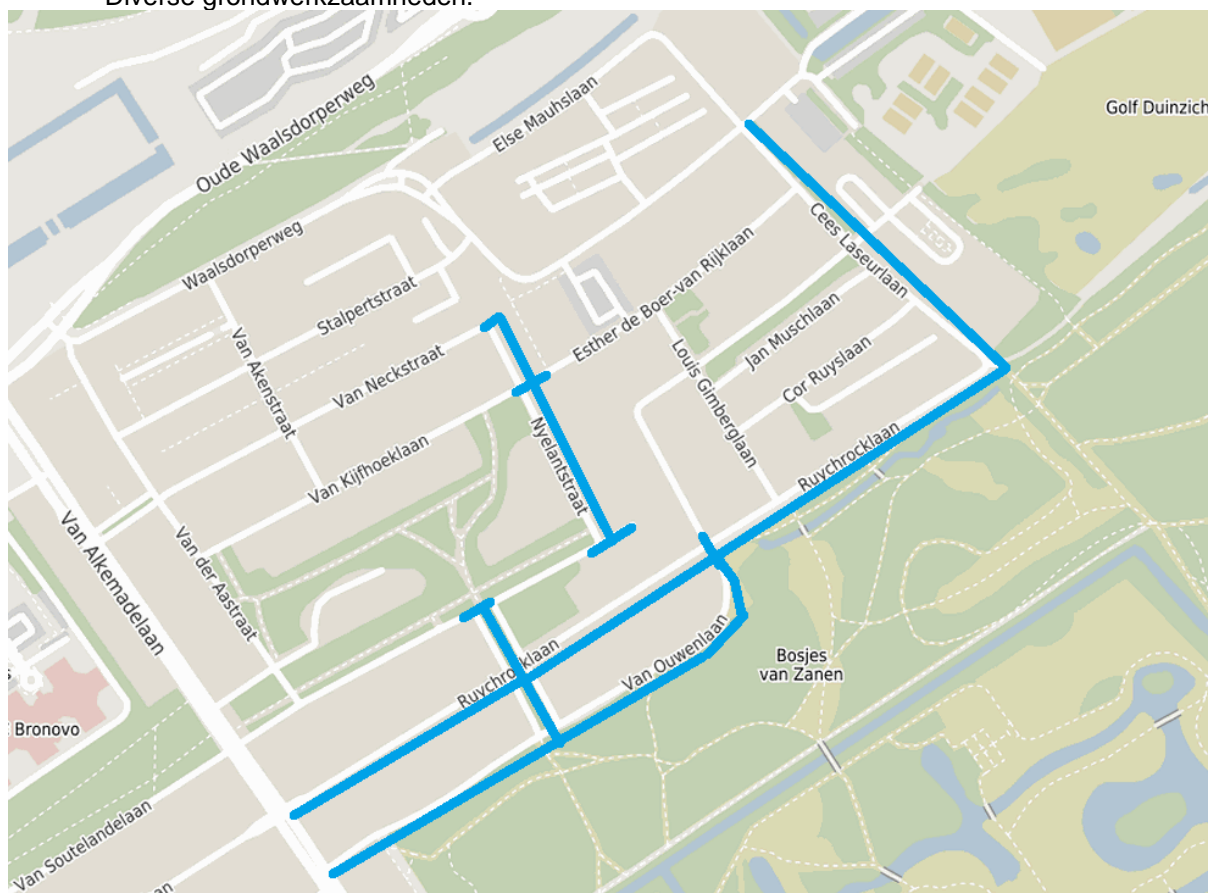 Diverse grondwerkzaamheden.
Oude Waalsdorperweg
Else Mauhslaan
Golf Duinzich
Waalsdorperweg
Cees Laseurlaan
Stalpertstraat
Esther de Boer-van Rijklaan
Van Akenstraat
Van Neckstraat
Jan Muschlaan
Louis Gimberglaan
Cor Ruyslaan
Nyelantstraat
Van Kijfhoeklaan
Ruychrocklaan
Van Alkemadelaan
Van der Aastraat
Ruychrocklaan
Van Ouwenlaan
Bosjes
van Zanen
Bronovo
Van Soutelandelaan